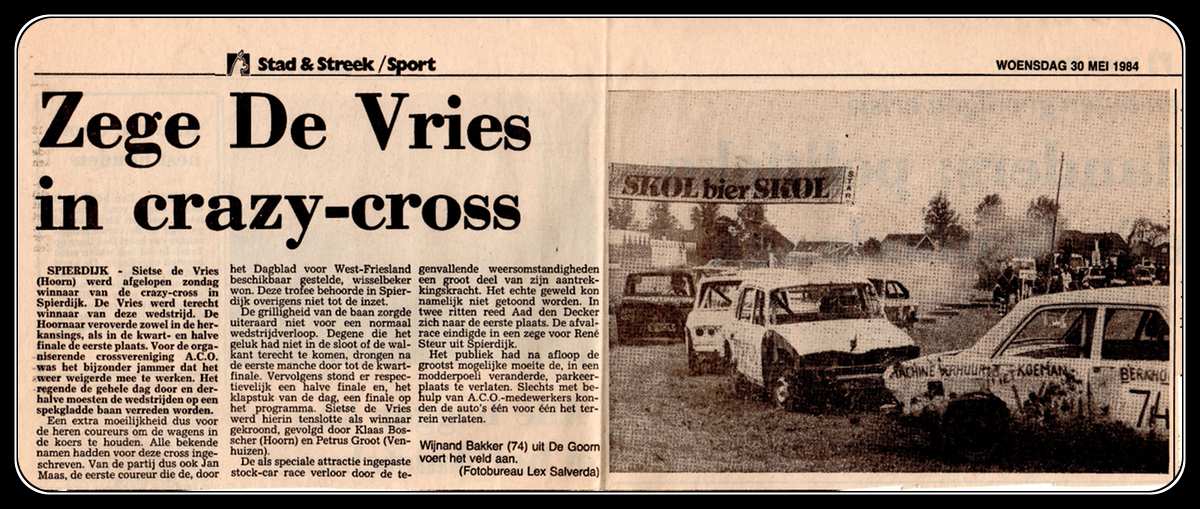 Stad & Streek / Sport
WOENSDAG 30 MEI 1984
Zege De Vries
in crazy-cross
SPIERDIJK - Sietse de Vries
(Hoorn) werd afgelopen zondag
winnaar van de crazy-cross in
Spierdijk. De Vries werd terecht
winnaar van deze wedstrijd. De
Hoornaar veroverde zowel in de her-
kansings, als in de kwart- en halve
finale de eerste plaats. Voor de orga-
niserende crossvereniging A.C.O.
was het bijzonder jammer dat het
weer weigerde mee te werken. Het
regende de gehele dag door en der-
halve moesten de wedstrijden op een
spekgladde baan verreden worden.
Een extra moeilijkheid dus voor
de heren coureurs om de wagens in
de koers te houden. Alle bekende
namen hadden voor deze cross inge-
schreven. Van de partij dus ook Jan
Maas, de eerste coureur die de, door
het Dagblad voor West-Friesland
beschikbaar gestelde, wisselbeker
won. Deze trofee behoorde in Spier-
dijk overigens niet tot de inzet.
De grilligheid van de baan zorgde
uiteraard niet voor een normaal
wedstrijdverloop. Degene die het
geluk had niet in de sloot of de wal-
kant terecht te komen, drongen na
de eerste manche door tot de kwart-
finale. Vervolgens stond er respec-
tievelijk een halve finale en, het
klapstuk van de dag, een finale op
het programma. Sietse de Vries
werd hierin tenslotte als winnaar
gekroond, gevolgd door Klaas Bos-
scher (Hoorn) en Petrus Groot (Ven-
huizen).
De als speciale attractie ingepaste
stock-car race verloor door de te-
genvallende weersomstandigheden
een groot deel van zijn aantrek-
kingskracht. Het echte geweld kon
namelijk niet getoond worden. In
twee ritten reed Aad den Decker
zich naar de eerste plaats. De afval-
race eindigde in een zege voor René
Steur uit Spierdijk.
Het publiek had na afloop de
grootst mogelijke moeite de, in een
modderpoel veranderde, parkeer-
plaats te verlaten. Slechts met be-
hulp van A.C.O.-medewerkers kon-
den de auto's één voor één het ter-
rein verlaten.
Wijnand Bakker (74) uit De Goorn
voert het veld aan.
(Fotobureau Lex Salverda)
SKOL bier SKOL
START
MACHINE VERHUUR
PIET KOEMAN
BERKHO
74